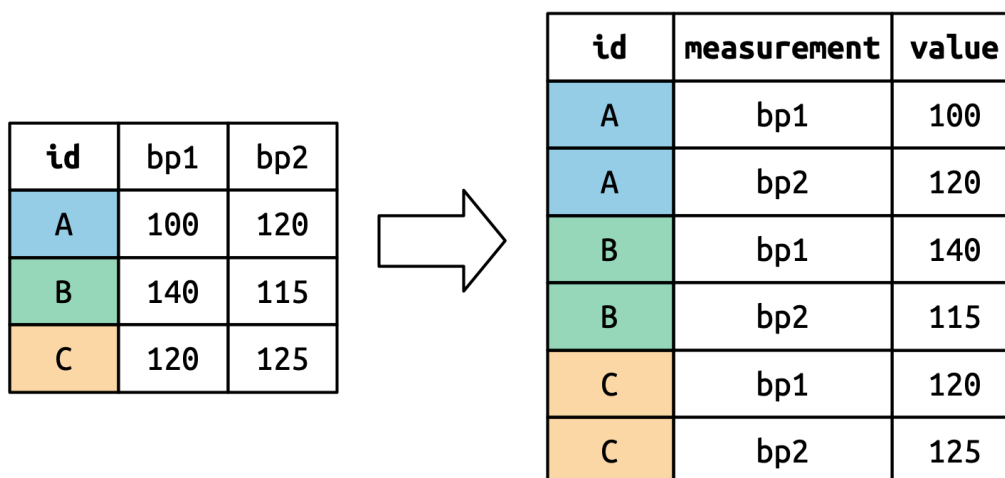 id bp1 bp2
A 100 120
B 140 115
C 120 125
id measurement value
A bp1 100
A bp2 120
B bp1 140
B bp2 115
C bp1 120
C bp2 125